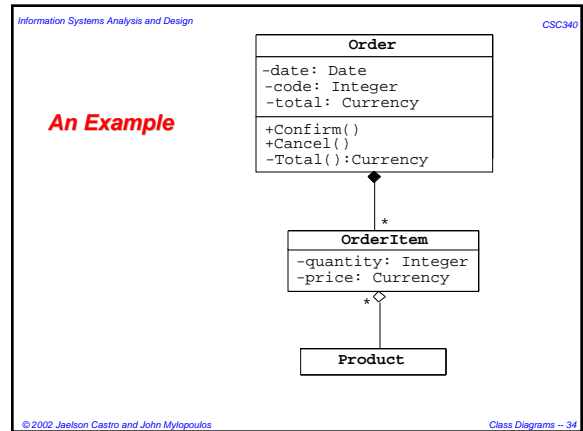 Information Systems Analysis and Design
CSC340
An Example
Order
-date: Date
-code: Integer
-total: Currency
+Confirm()
+Cancel()
-Total():Currency
*
OrderItem
-quantity: Integer
-price: Currency
*
Product
© 2002 Jaelson Castro and John Mylopoulos
Class Diagrams -- 34